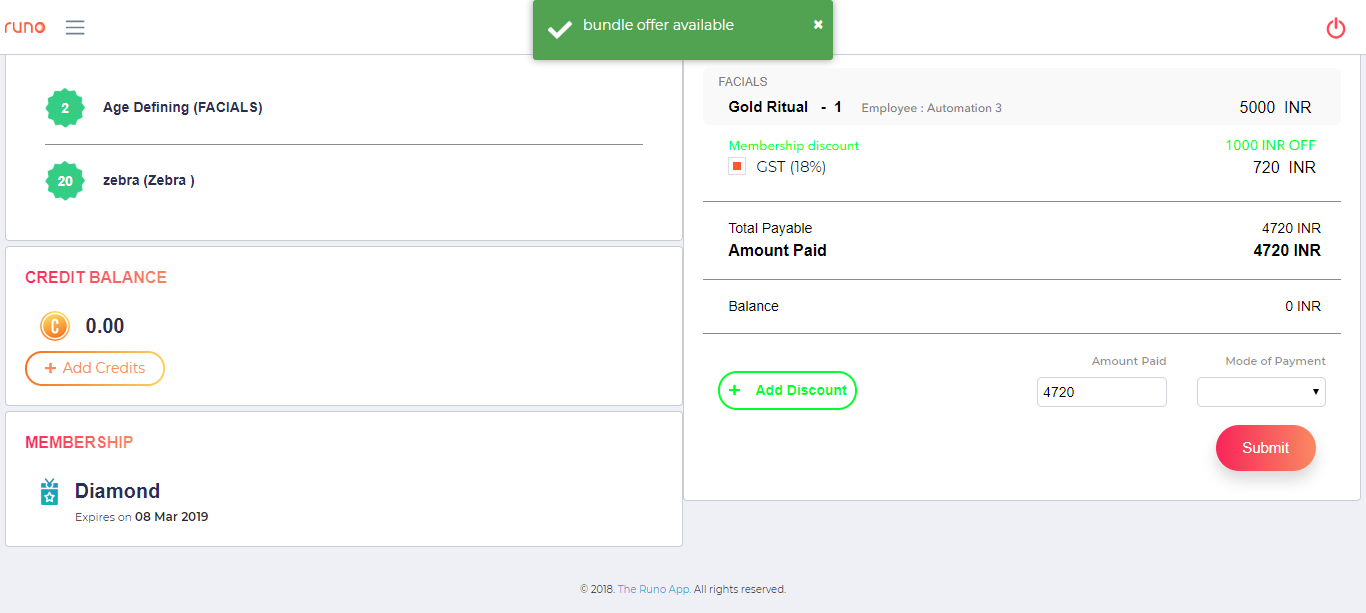 runo
bundle offer available ✖
2 Age Defining (FACIALS)
20 zebra (Zebra )
CREDIT BALANCE
C 0.00
+ Add Credits
MEMBERSHIP
Diamond
Expires on 08 Mar 2019
FACIALS
Gold Ritual - 1 Employee : Automation 3 5000 INR
Membership discount 1000 INR OFF
GST (18%) 720 INR
Total Payable 4720 INR
Amount Paid 4720 INR
Balance 0 INR
Amount Paid Mode of Payment
+ Add Discount 4720
Submit
© 2018. The Runo App. All rights reserved.